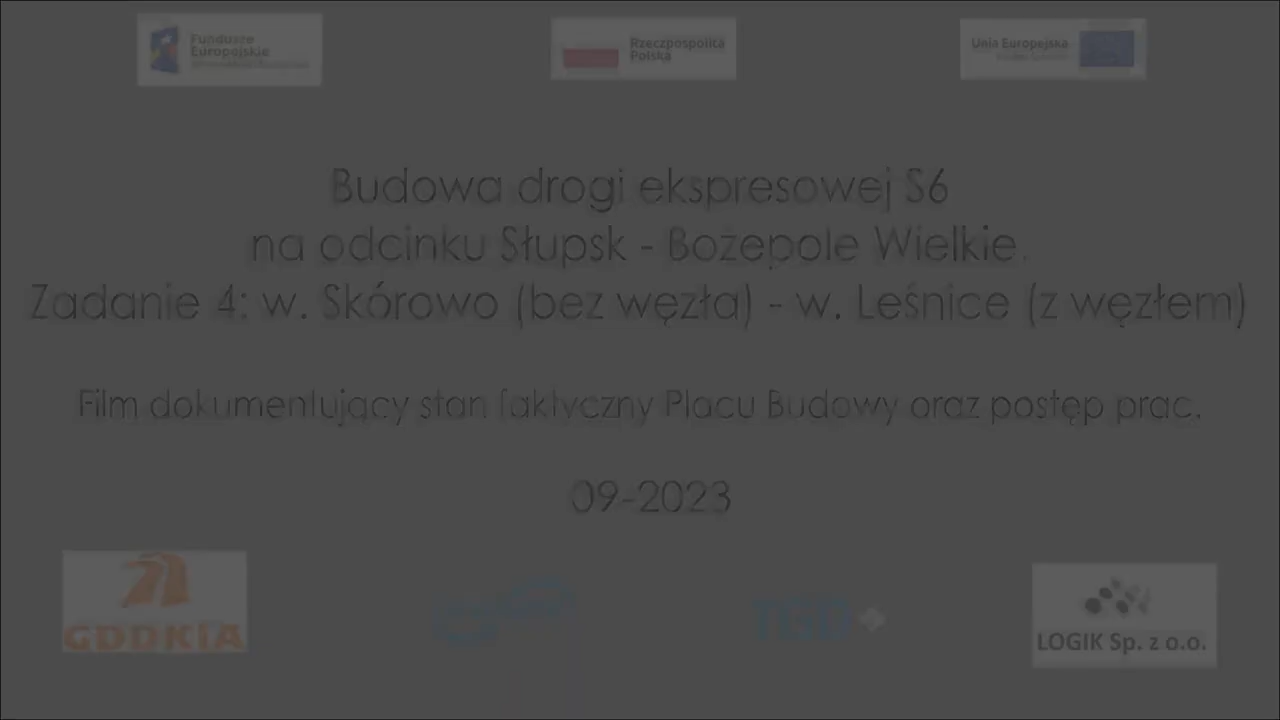 Fundusze
Europejskie
Rzeczpospolita
Polska
Unia Europejska
Budowa drogi ekspresowej S6
na odcinku Słupsk - Bożepole Wielkie.
Zadanie 4: w. Skórowo (bez węzła) - w. Leśnice (z węzłem)
Film dokumentujący stan faktyczny Placu Budowy oraz postęp prac.
09-2023
GDDKiA
TGD
LOGIK Sp. z o.o.